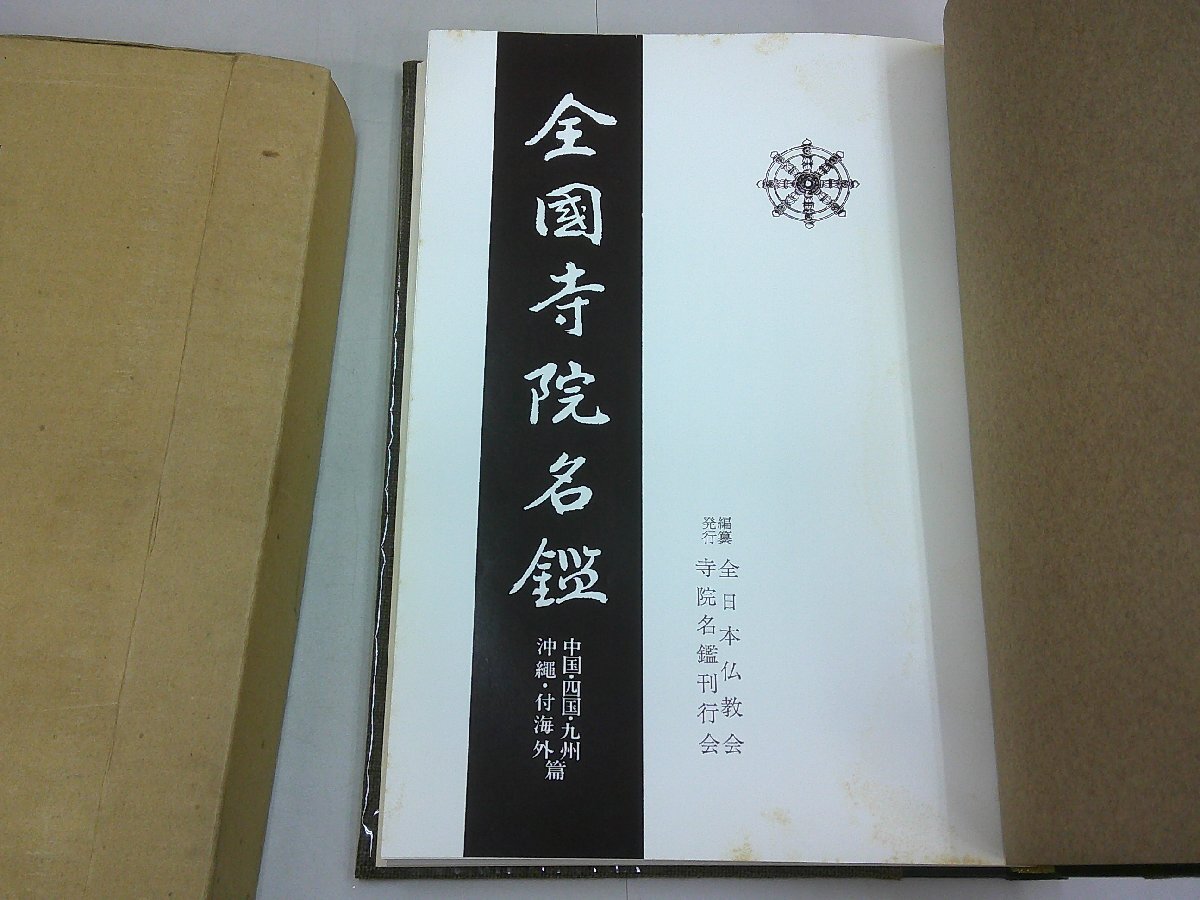 全國寺院名鑑
中国・四国・九州
沖繩・付海外篇
編纂
発行
全日本仏教会
寺院名鑑刊行会